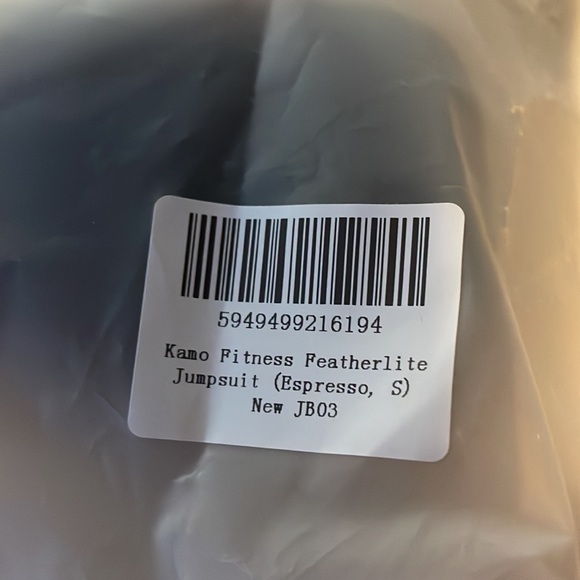 5949499216194
Kamo Fitness Featherlite
Jumpsuit (Espresso, S)
New JB03